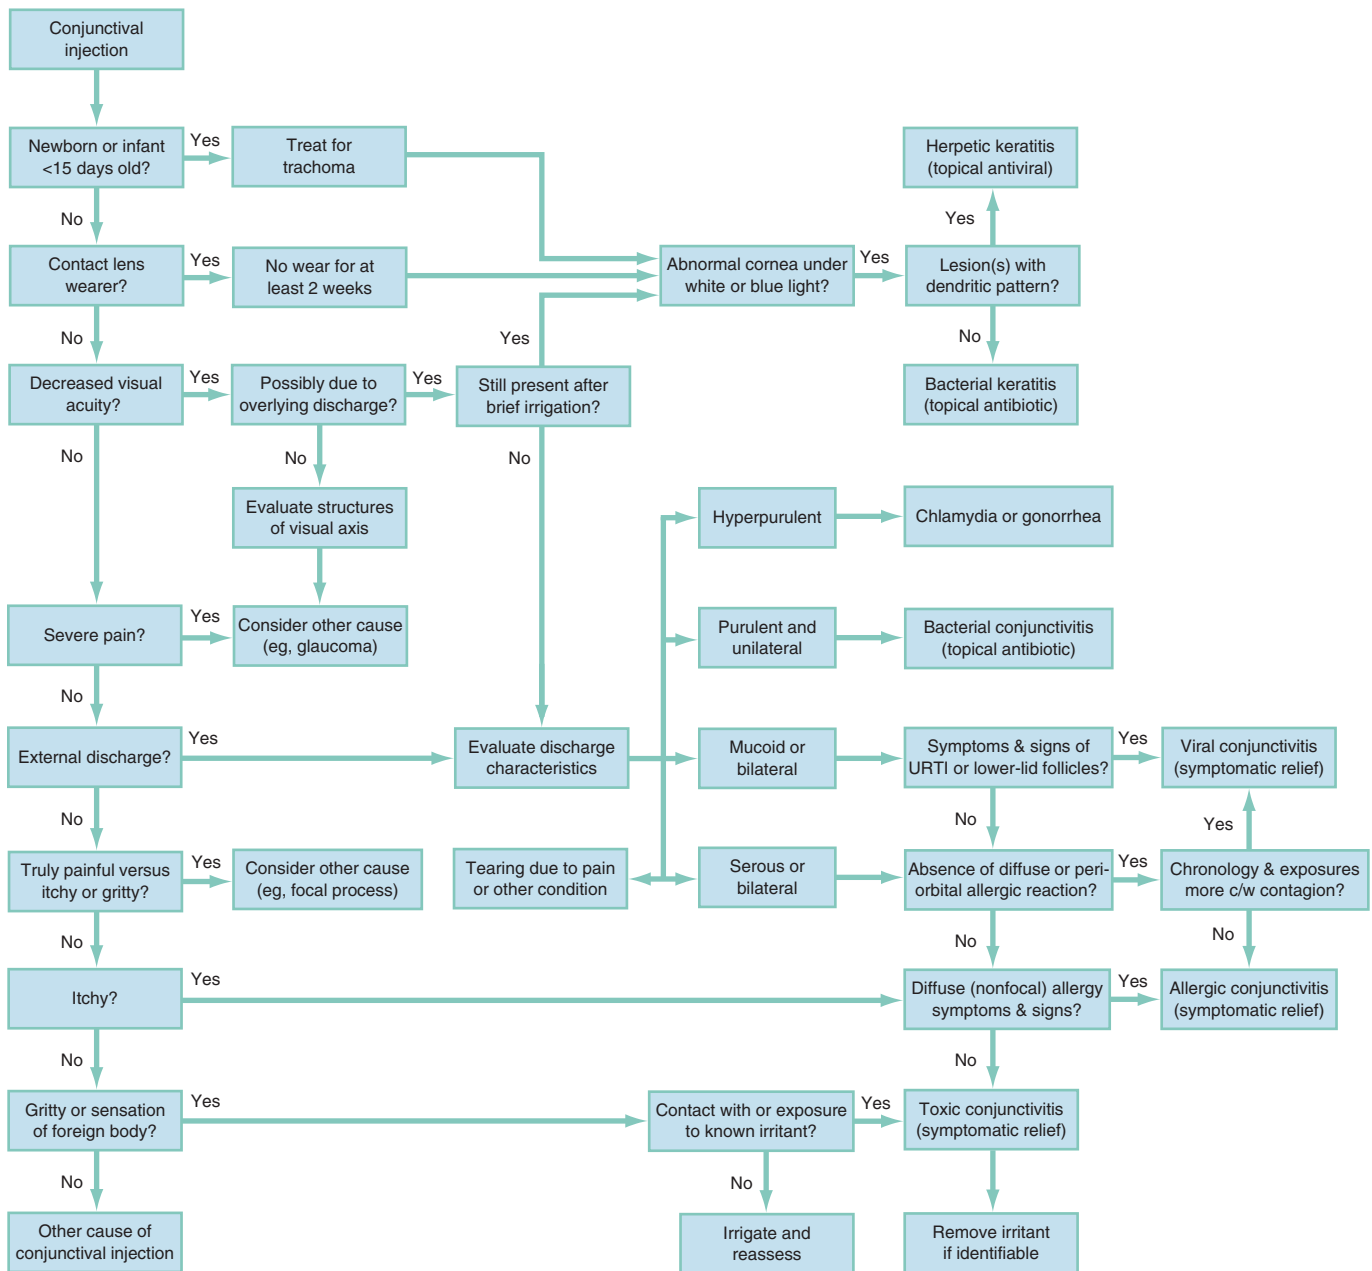 Conjunctival
injection
Newborn or infant
<15 days old?
Yes
Treat for
trachoma
Herpetic keratitis
(topical antiviral)
No
Yes
Contact lens
wearer?
Yes
No wear for at
least 2 weeks
Abnormal cornea under
white or blue light?
Yes
Lesion(s) with
dendritic pattern?
No
Yes
No
Decreased visual
acuity?
Yes
Possibly due to
overlying discharge?
Yes
Still present after
brief irrigation?
Bacterial keratitis
(topical antibiotic)
No
No
No
Evaluate structures
of visual axis
Hyperpurulent
Chlamydia or gonorrhea
Severe pain?
Yes
Consider other cause
(eg, glaucoma)
Purulent and
unilateral
Bacterial conjunctivitis
(topical antibiotic)
No
External discharge?
Yes
Evaluate discharge
characteristics
Mucoid or
bilateral
Symptoms & signs of
URTI or lower-lid follicles?
Yes
Viral conjunctivitis
(symptomatic relief)
No
No
Yes
Truly painful versus
itchy or gritty?
Yes
Consider other cause
(eg, focal process)
Tearing due to pain
or other condition
Serous or
bilateral
Absence of diffuse or peri-
orbital allergic reaction?
Yes
Chronology & exposures
more c/w contagion?
No
No
No
Itchy?
Yes
Diffuse (nonfocal) allergy
symptoms & signs?
Yes
Allergic conjunctivitis
(symptomatic relief)
No
No
Gritty or sensation
of foreign body?
Yes
Contact with or exposure
to known irritant?
Yes
Toxic conjunctivitis
(symptomatic relief)
No
No
Other cause of
conjunctival injection
Irrigate and
reassess
Remove irritant
if identifiable